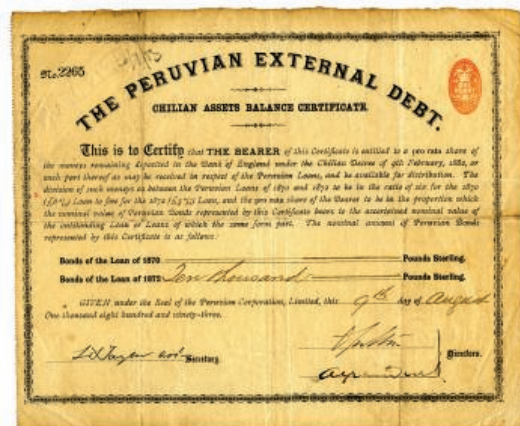 No. 2265
THE PERUVIAN EXTERNAL DEBT.
CHILIAN ASSETS BALANCE CERTIFICATE.
This is to Certify that THE BEARER of this Certificate is entitled to a pro rata share of
the moneys remaining deposited in the Bank of England under the Chilian Decree of 9th February, 1882, or
such part thereof as may be received in respect of the Peruvian Loans, and be available for distribution. The
division of such moneys as between the Peruvian Loans of 1870 and 1872 to be in the ratio of six for the 1870
Loan to five for the 1872 Loan, and the pro rata share of the Bearer to be in the proportion which
the nominal value of Peruvian Bonds represented by this Certificate bears to the ascertained nominal value of
the outstanding Loan or Loans of which the same form part. The nominal amount of Peruvian Bonds
represented by this Certificate is as follows:
Bonds of the Loan of 1870 Pounds Sterling.
Bonds of the Loan of 1872 Ten thousand Pounds Sterling.
GIVEN under the Seal of the Peruvian Corporation, Limited, this 9th day of August
One thousand eight hundred and ninety-three.
Secretary.
Directors.